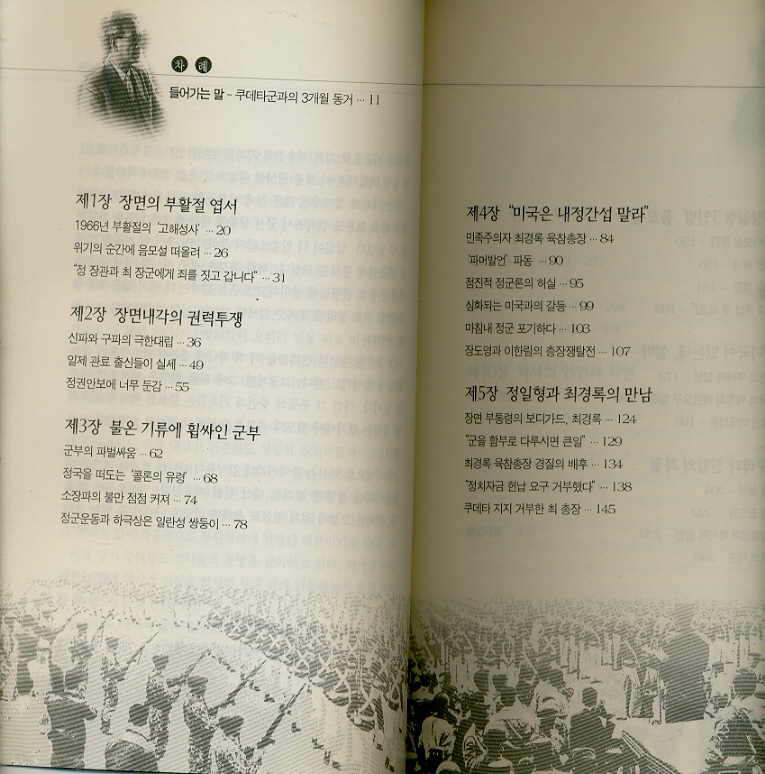 차례
들어가는 말 - 쿠데타군과의 3개월 동거 … 11
제1장 장면의 부활절 엽서
1966년 부활절의 '고해성사' … 20
위기의 순간에 음모설 떠올려 … 26
"정 장관과 최 장군에게 죄를 짓고 갑니다" … 31
제2장 장면내각의 권력투쟁
신파와 구파의 극한대립 … 36
일제 관료 출신들이 실세 … 49
정권안보에 너무 둔감 … 55
제3장 불온 기류에 휩싸인 군부
군부의 파벌싸움 … 62
정국을 떠도는 '콜론의 유령' … 68
소장파의 불만 점점 커져 … 74
정군운동과 하극상은 일란성 쌍둥이 … 78
제4장 "미국은 내정간섭 말라"
민족주의자 최경록 육참총장 … 84
'파머발언' 파동 … 90
점진적 정군론의 허실 … 95
심화되는 미국과의 갈등 … 99
마침내 정군 포기하다 … 103
장도영과 이한림의 총장쟁탈전 … 107
제5장 정일형과 최경록의 만남
장면 부통령의 보디가드, 최경록 … 124
"군을 함부로 다루시면 큰일" … 129
최경록 육참총장 경질의 배후 … 134
"정치자금 헌납 요구 거부했다" … 138
쿠데타 지지 거부한 최 총장 … 145